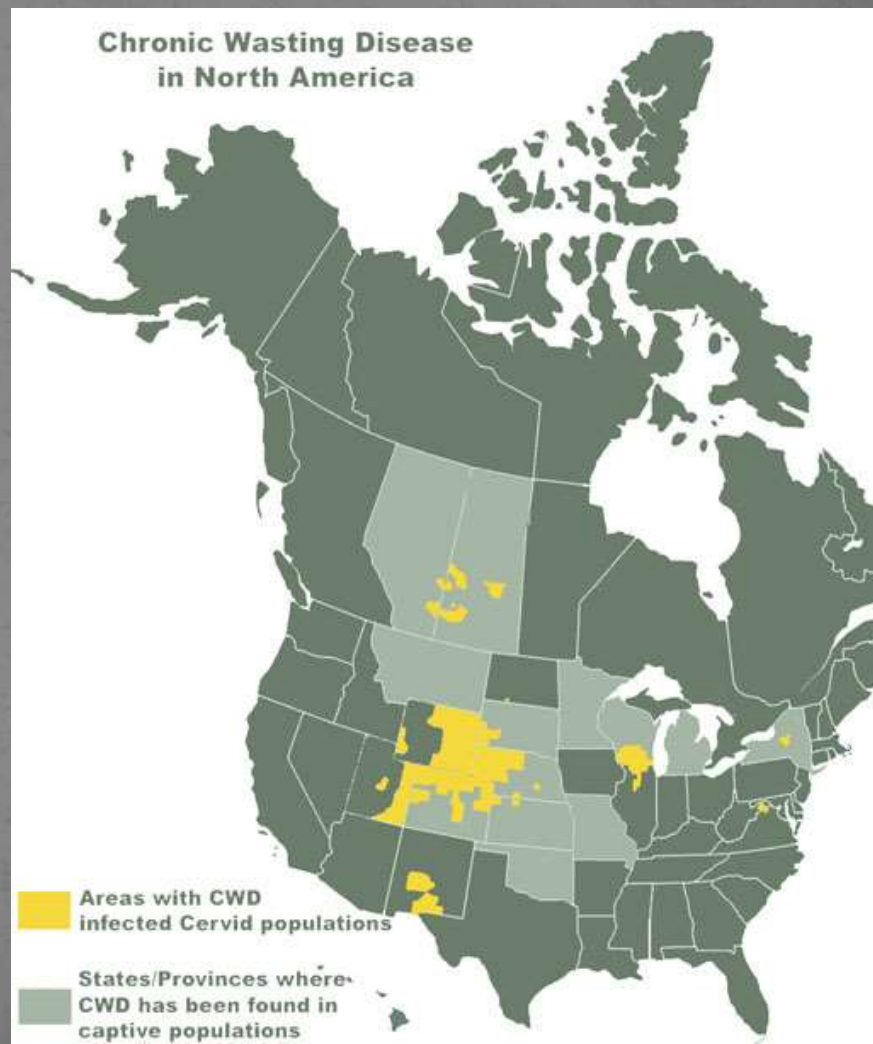 Chronic Wasting Disease
in North America
Areas with CWD
infected Cervid populations
States/Provinces where
CWD has been found in
captive populations